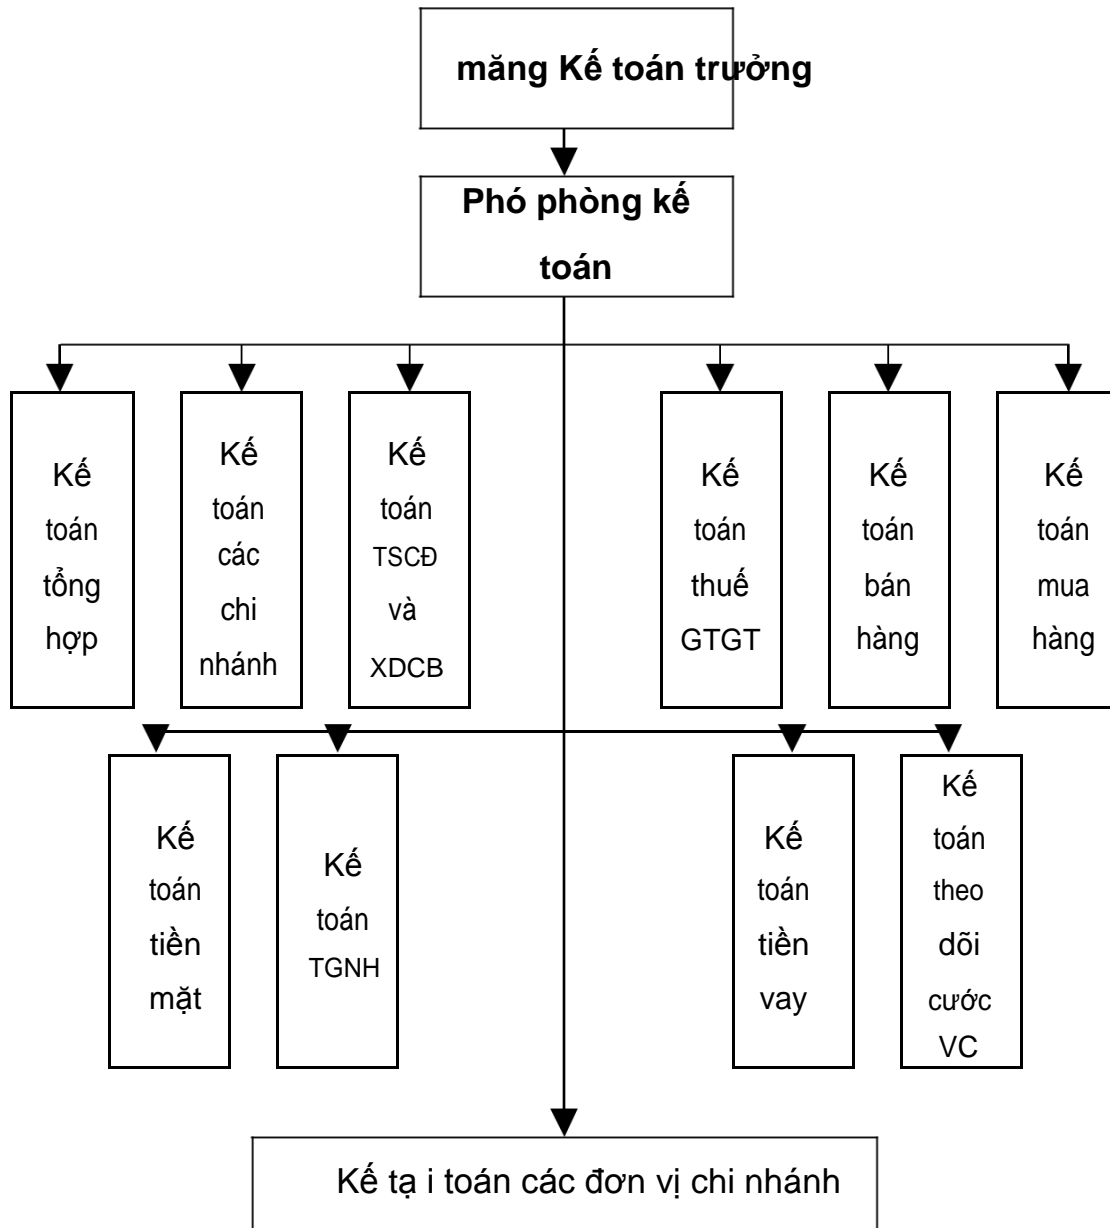 măng Kế toán trưởng
Phó phòng kế
toán
Kế
toán
tổng
hợp
Kế
toán
các
chi
nhánh
Kế
toán
TSCĐ
và
XDCB
Kế
toán
thuế
GTGT
Kế
toán
bán
hàng
Kế
toán
mua
hàng
Kế
toán
tiền
mặt
Kế
toán
TGNH
Kế
toán
tiền
vay
Kế
toán
theo
dõi
cước
VC
Kế tạ i toán các đơn vị chi nhánh